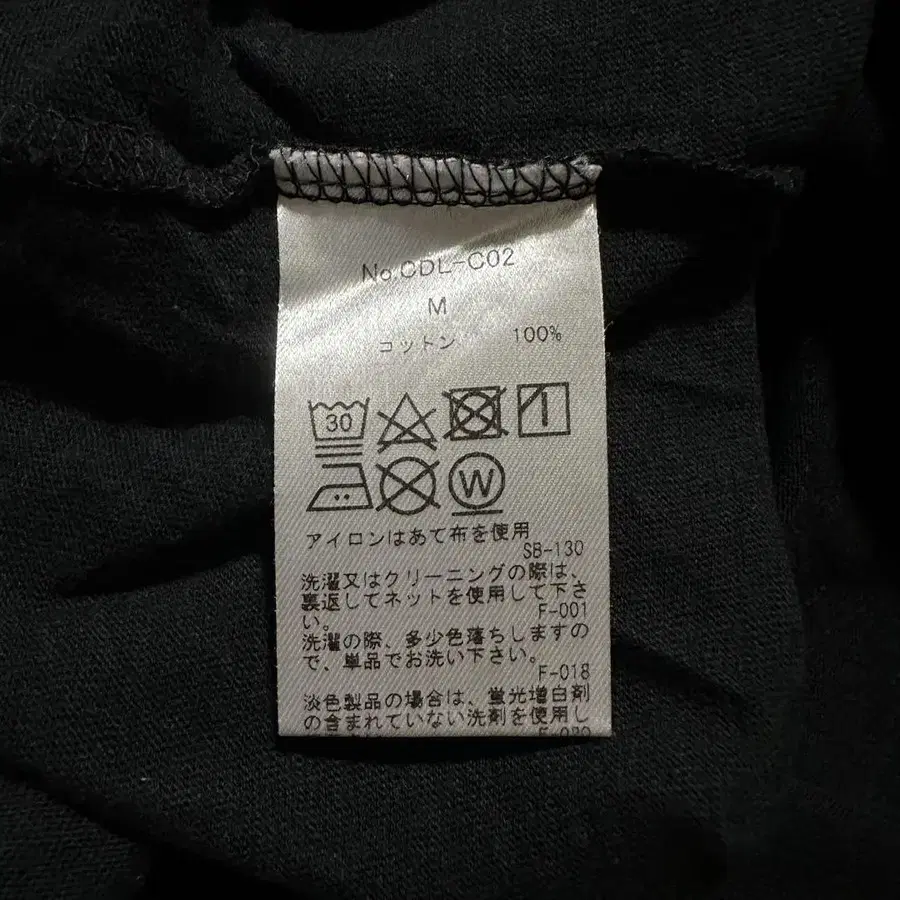 No.CDL-C02
M
コットン 100%
30
W
アイロンはあて布を使用
SB-130
洗濯又はクリーニングの際は、
裏返してネットを使用して下さ
い。
F-001
洗濯の際、多少色落ちしますの
で、単品でお洗い下さい。
F-018
淡色製品の場合は、蛍光増白剤
の含まれていない洗剤を使用し